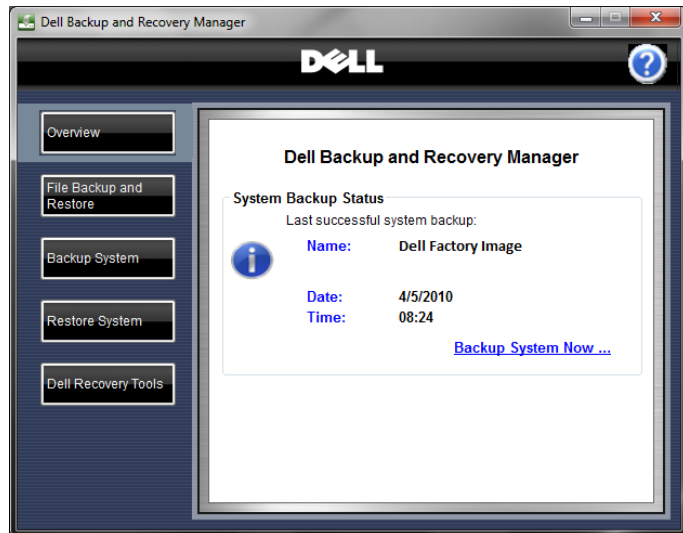 Dell Backup and Recovery Manager
DELL
?
Overview
File Backup and
Restore
Backup System
Restore System
Dell Recovery Tools
Dell Backup and Recovery Manager
System Backup Status
Last successful system backup:
Name: Dell Factory Image
Date: 4/5/2010
Time: 08:24
Backup System Now ...